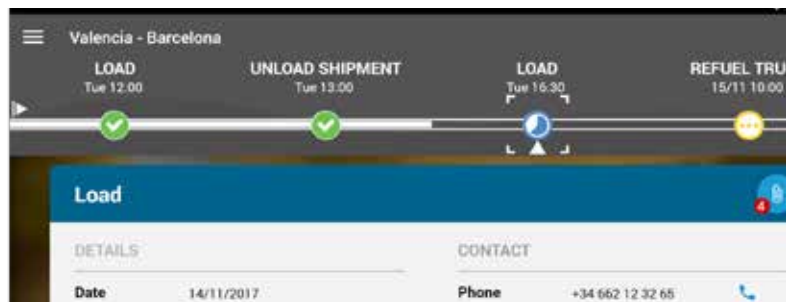 Valencia - Barcelona
LOAD
Tue 12.00
UNLOAD SHIPMENT
Tue 13:00
LOAD
Tue 16.30
REFUEL TRU
15/11 10:00
Load
4
DETAILS
CONTACT
Date 14/11/2017
Phone +34 662 12 32 65